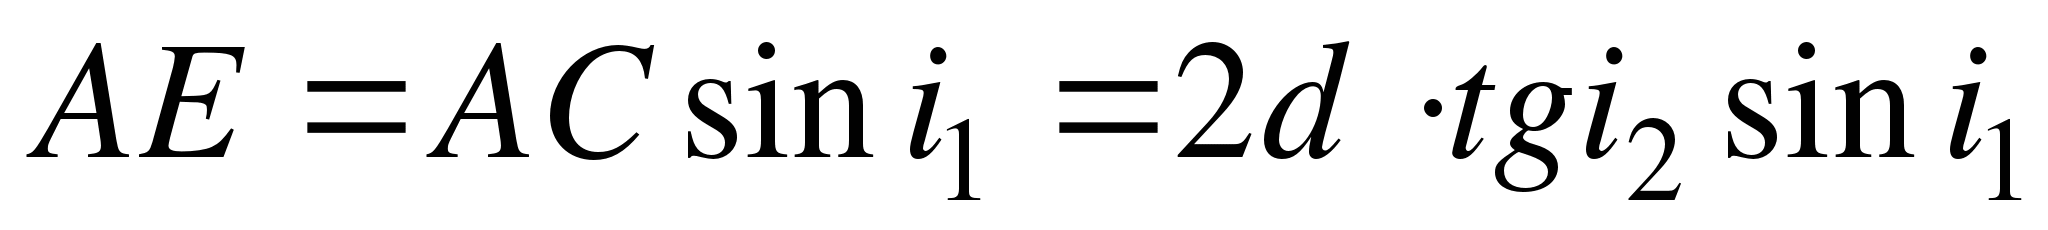 AE = AC sin i₁ = 2d · tgi₂ sin i₁